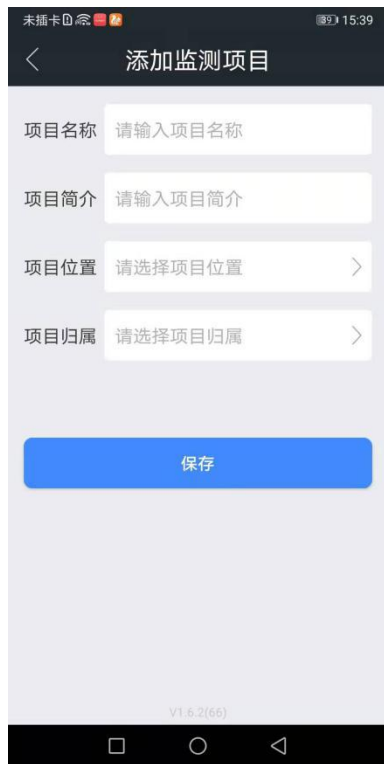 未插卡 39 15:39
添加监测项目
项目名称 请输入项目名称
项目简介 请输入项目简介
项目位置 请选择项目位置
项目归属 请选择项目归属
保存
V1.6.2(66)